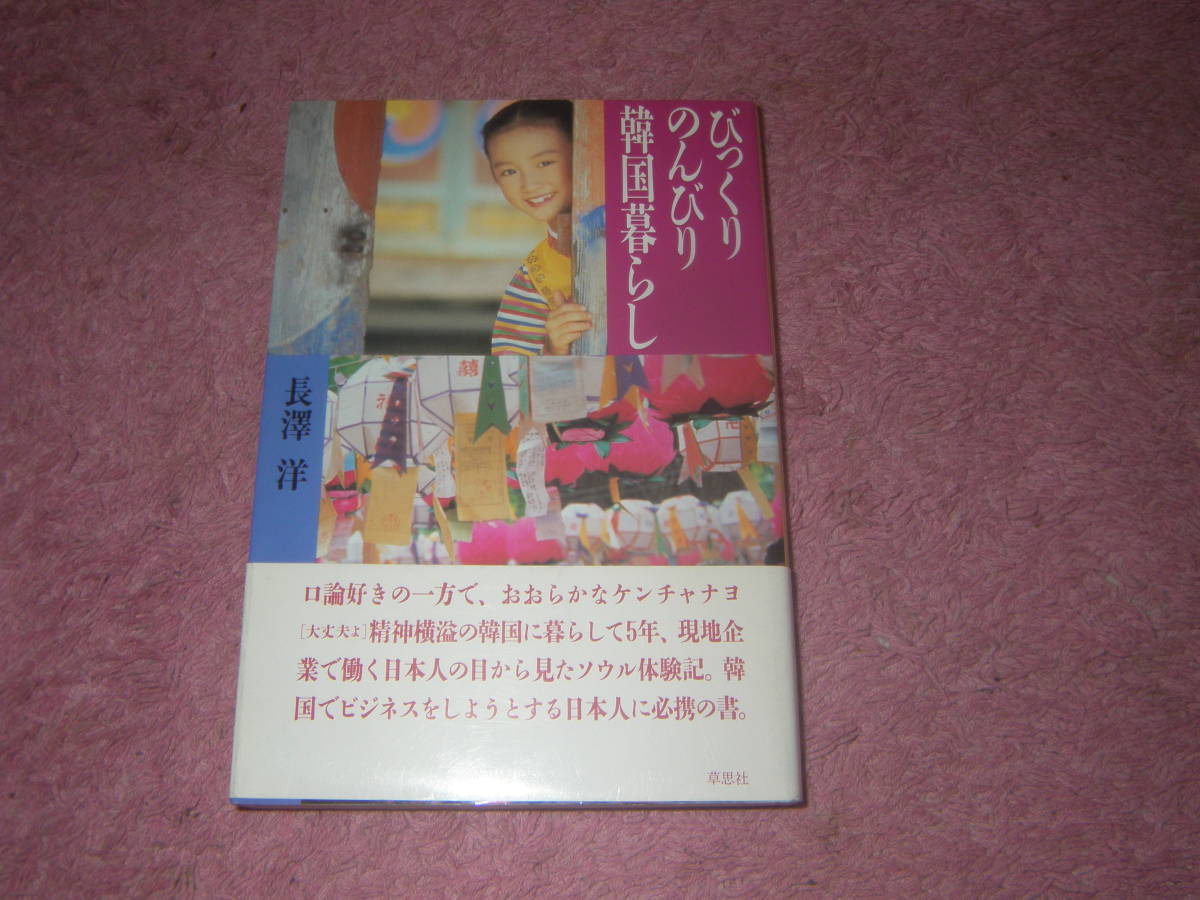 びっくり
のんびり
韓国暮らし
長澤 洋
口論好きの一方で、おおらかなケンチャナヨ
[大丈夫よ]精神横溢の韓国に暮らして5年、現地企
業で働く日本人の目から見たソウル体験記。韓
国でビジネスをしようとする日本人に必携の書。
草思社